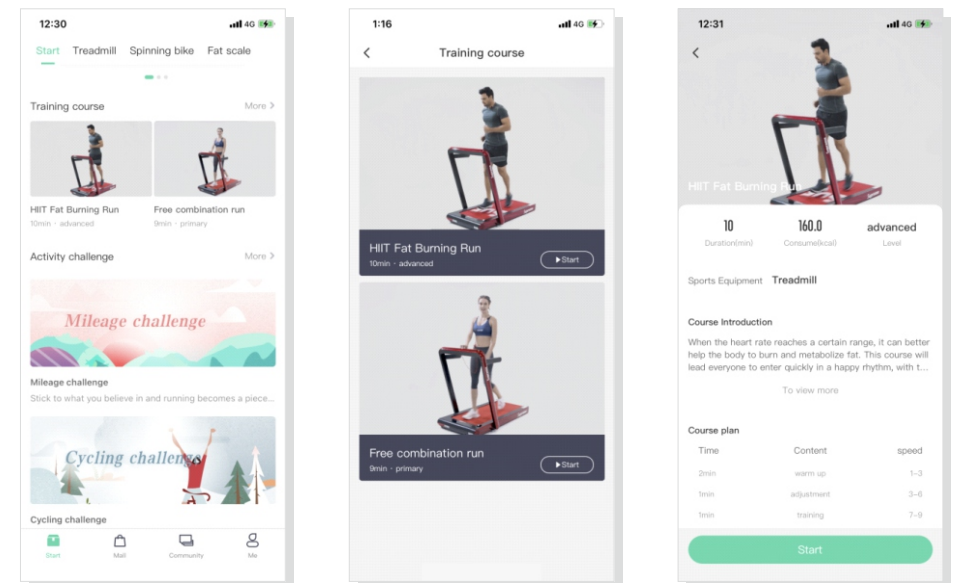 12:30
4G
Start Treadmill Spinning bike Fat scale
Training course More >
HIIT Fat Burning Run Free combination run
10min · advanced 9min · primary
Activity challenge More >
Mileage challenge
Mileage challenge
Stick to what you believe in and running becomes a piece...
Cycling challenge
Cycling challenge
Start Mall Community Me
1:16
4G
Training course
HIIT Fat Burning Run
10min · advanced
Start
Free combination run
9min · primary
Start
12:31
4G
HIIT Fat Burning Run
10 160.0 advanced
Duration(min) Consume(kcal) Level
Sports Equipment Treadmill
Course Introduction
When the heart rate reaches a certain range, it can better
help the body to burn and metabolize fat. This course will
lead everyone to enter quickly in a happy rhythm, with t...
To view more
Course plan
Time Content speed
2min warm up 1-3
1min adjustment 3-6
1min training 7-9
Start